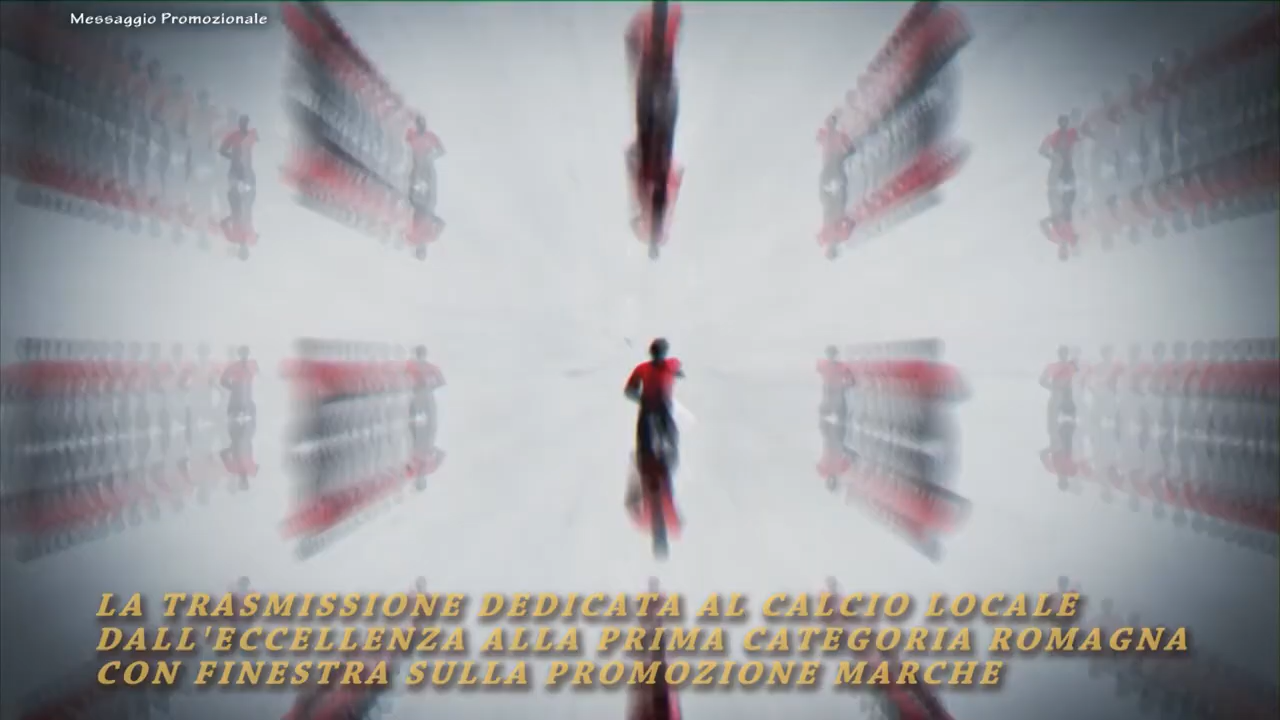 Messaggio Promozionale
LA TRASMISSIONE DEDICATA AL CALCIO LOCALE
DALL'ECCELLENZA ALLA PRIMA CATEGORIA ROMAGNA
CON FINESTRA SULLA PROMOZIONE MARCHE